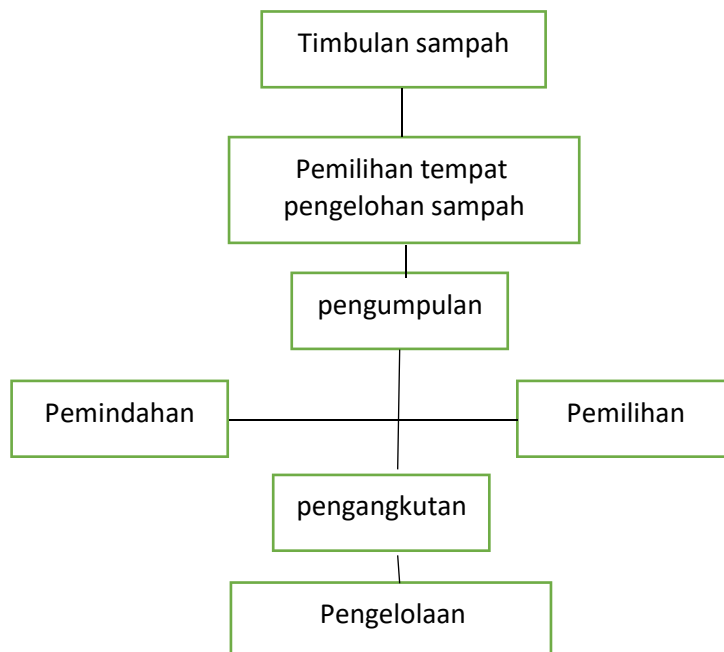 Timbulan sampah
Pemilihan tempat
pengelohan sampah
pengumpulan
Pemindahan
Pemilihan
pengangkutan
Pengelolaan